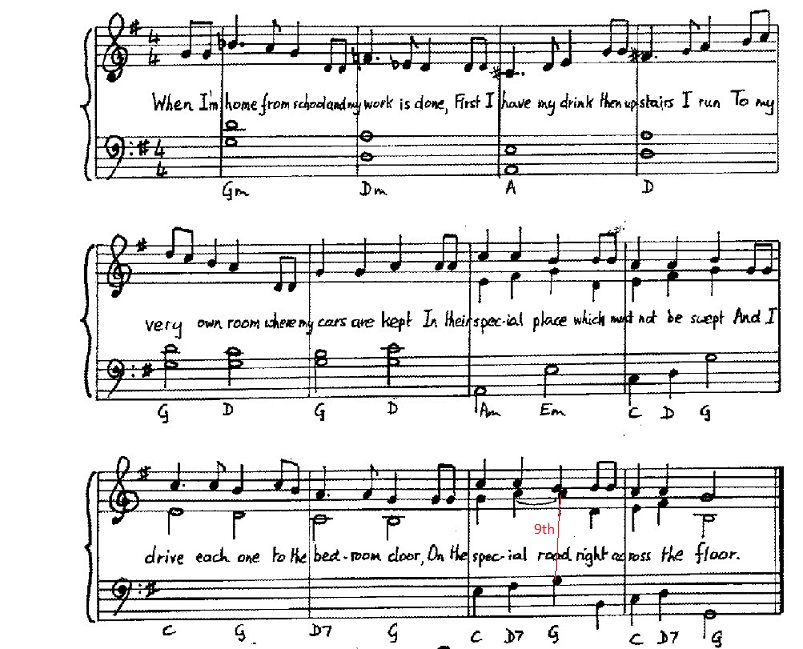 4 4
When I'm home from school and my work is done, First I have my drink then up stairs I run To my
4 4
Gm Dm A D
very own room where my cars are kept In their spec-ial place which must not be swept And I
G D G D Am Em C D G
drive each one to the bed-room door, On the spec-ial road right across the floor.
9th
C G D7 G C D7 G C D7 G